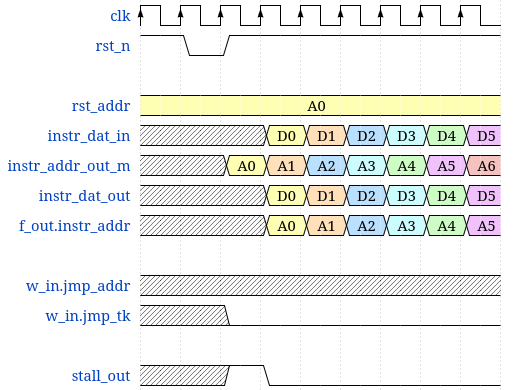 clk
rst_n
rst_addr A0
instr_dat_in D0 D1 D2 D3 D4 D5
instr_addr_out_m A0 A1 A2 A3 A4 A5 A6
instr_dat_out D0 D1 D2 D3 D4 D5
f_out.instr_addr A0 A1 A2 A3 A4 A5
w_in.jmp_addr
w_in.jmp_tk
stall_out